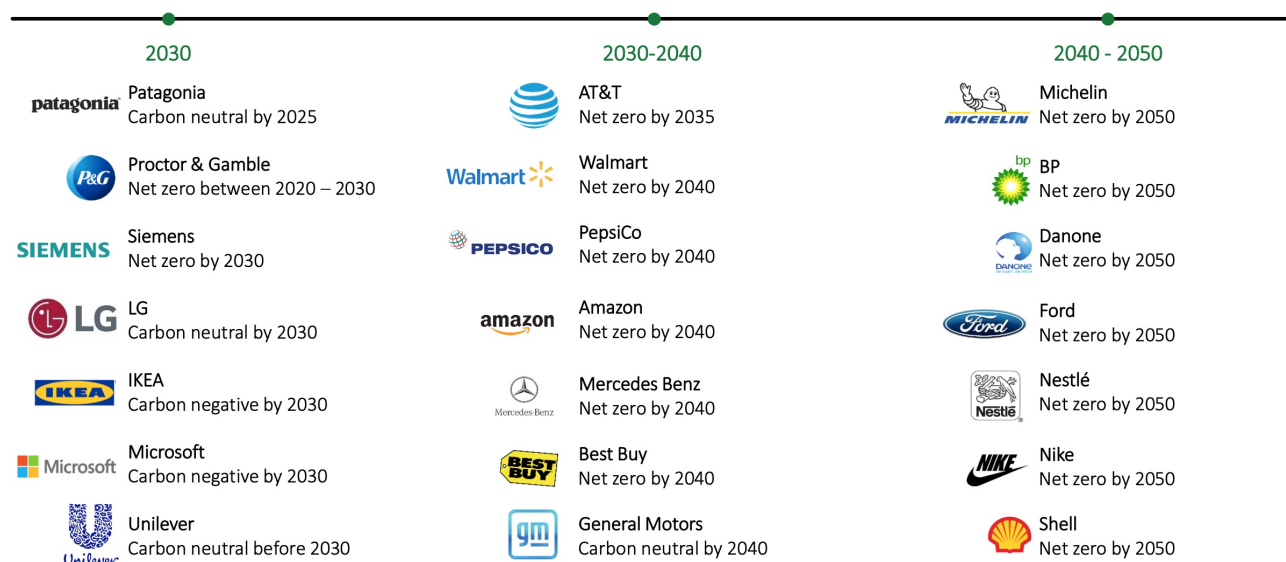 2030
patagonia
Patagonia
Carbon neutral by 2025
P&G
Proctor & Gamble
Net zero between 2020 – 2030
SIEMENS
Siemens
Net zero by 2030
LG
LG
Carbon neutral by 2030
IKEA
IKEA
Carbon negative by 2030
Microsoft
Microsoft
Carbon negative by 2030
Unilever
Unilever
Carbon neutral before 2030
2030-2040
AT&T
Net zero by 2035
Walmart
Walmart
Net zero by 2040
PEPSICO
PepsiCo
Net zero by 2040
amazon
Amazon
Net zero by 2040
Mercedes-Benz
Mercedes Benz
Net zero by 2040
BEST
BUY
Best Buy
Net zero by 2040
gm
General Motors
Carbon neutral by 2040
2040 - 2050
MICHELIN
Michelin
Net zero by 2050
bp
BP
Net zero by 2050
DANONE
Danone
Net zero by 2050
Ford
Ford
Net zero by 2050
Nestlé
Nestlé
Net zero by 2050
NIKE
Nike
Net zero by 2050
Shell
Net zero by 2050